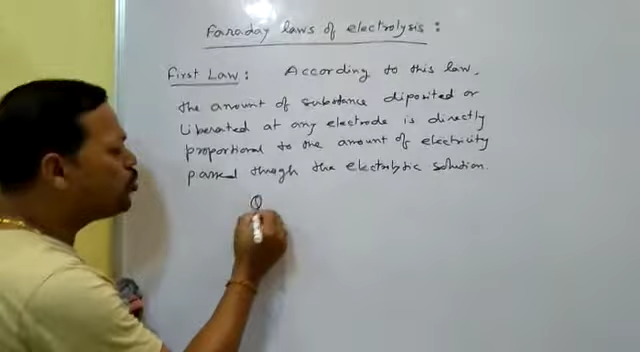 Faraday laws of electrolysis :
First Law : According to this law,
the amount of substance diposited or
Liberated at any electrode is directly
proportional to the amount of electricity
passed through the electrolytic solution.
Q